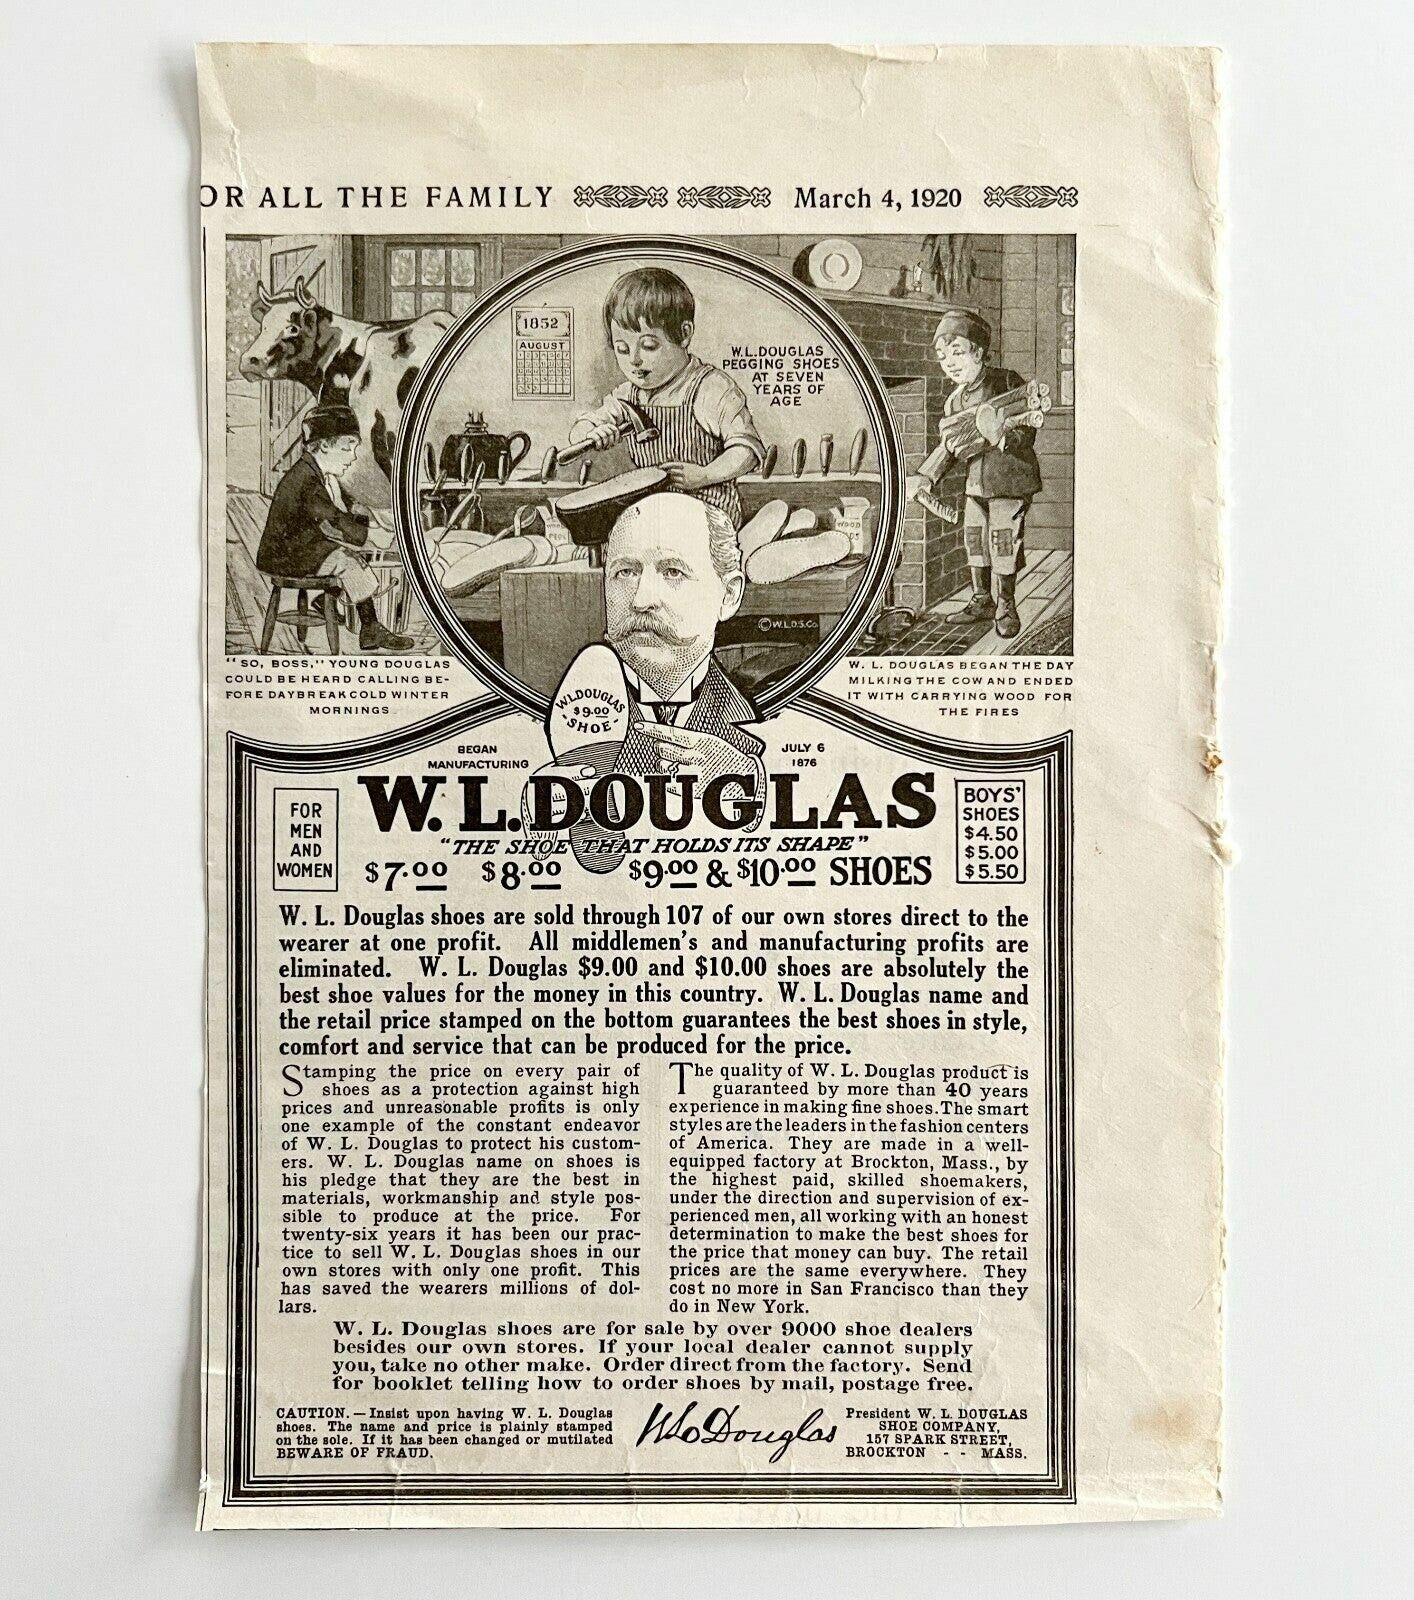 OR ALL THE FAMILY March 4, 1920
1852
AUGUST
W.L.DOUGLAS
PEGGING SHOES
AT SEVEN
YEARS OF
AGE
WOOD
©W.L.D.S.Co.
"SO, BOSS," YOUNG DOUGLAS
COULD BE HEARD CALLING BE-
FORE DAYBREAK COLD WINTER
MORNINGS
W. L. DOUGLAS BEGAN THE DAY
MILKING THE COW AND ENDED
IT WITH CARRYING WOOD FOR
THE FIRES
W.L.DOUGLAS
$9.00
SHOE
BEGAN
MANUFACTURING
JULY 6
1876
FOR
MEN
AND
WOMEN
W.L.DOUGLAS
"THE SHOE THAT HOLDS ITS SHAPE"
$7.00 $8.00 $9.00 & $10.00 SHOES
BOYS'
SHOES
$4.50
$5.00
$5.50
W. L. Douglas shoes are sold through 107 of our own stores direct to the
wearer at one profit. All middlemen's and manufacturing profits are
eliminated. W. L. Douglas $9.00 and $10.00 shoes are absolutely the
best shoe values for the money in this country. W. L. Douglas name and
the retail price stamped on the bottom guarantees the best shoes in style,
comfort and service that can be produced for the price.
Stamping the price on every pair of
shoes as a protection against high
prices and unreasonable profits is only
one example of the constant endeavor
of W. L. Douglas to protect his custom-
ers. W. L. Douglas name on shoes is
his pledge that they are the best in
materials, workmanship and style pos-
sible to produce at the price. For
twenty-six years it has been our prac-
tice to sell W. L. Douglas shoes in our
own stores with only one profit. This
has saved the wearers millions of dol-
lars.
The quality of W. L. Douglas product is
guaranteed by more than 40 years
experience in making fine shoes. The smart
styles are the leaders in the fashion centers
of America. They are made in a well-
equipped factory at Brockton, Mass., by
the highest paid, skilled shoemakers,
under the direction and supervision of ex-
perienced men, all working with an honest
determination to make the best shoes for
the price that money can buy. The retail
prices are the same everywhere. They
cost no more in San Francisco than they
do in New York.
W. L. Douglas shoes are for sale by over 9000 shoe dealers
besides our own stores. If your local dealer cannot supply
you, take no other make. Order direct from the factory. Send
for booklet telling how to order shoes by mail, postage free.
CAUTION.—Insist upon having W. L. Douglas
shoes. The name and price is plainly stamped
on the sole. If it has been changed or mutilated
BEWARE OF FRAUD.
W L Douglas
President W. L. DOUGLAS
SHOE COMPANY,
157 SPARK STREET,
BROCKTON - - MASS.